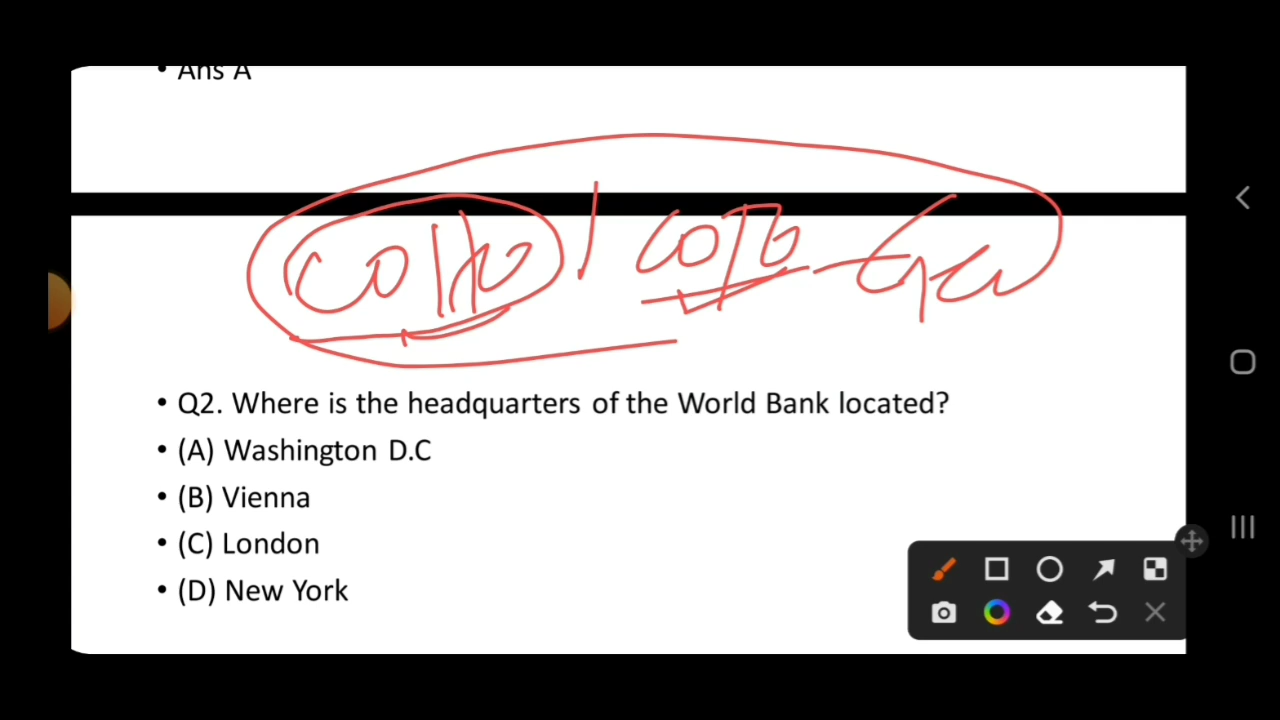 • Ans A
• Q2. Where is the headquarters of the World Bank located?
• (A) Washington D.C
• (B) Vienna
• (C) London
• (D) New York